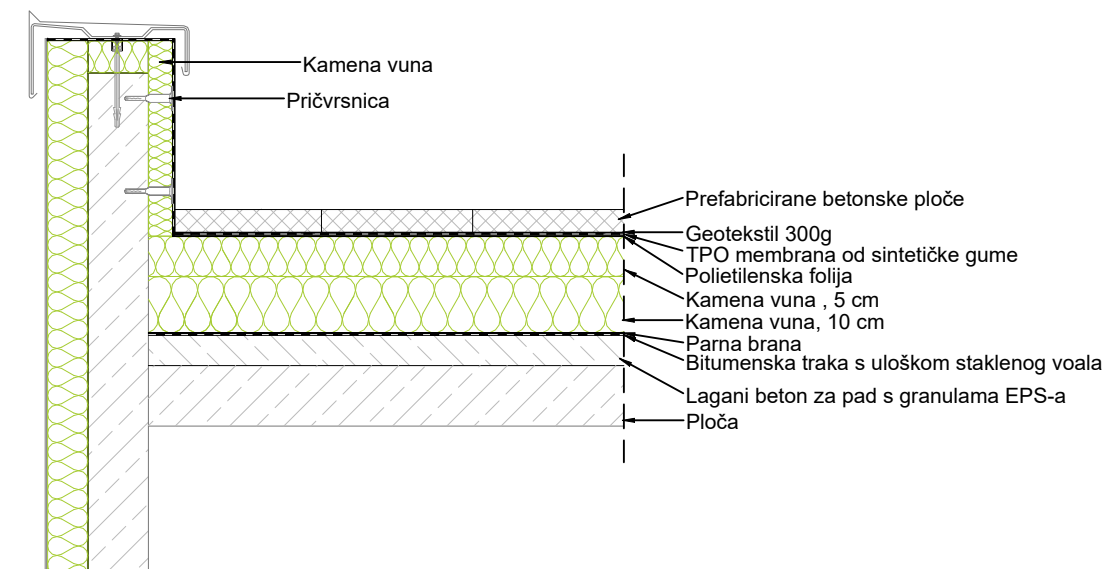 Kamena vuna
Pričvrsnica
Prefabricirane betonske ploče
Geotekstil 300g
TPO membrana od sintetičke gume
Polietilenska folija
Kamena vuna , 5 cm
Kamena vuna, 10 cm
Parna brana
Bitumenska traka s uloškom staklenog voala
Lagani beton za pad s granulama EPS-a
Ploča